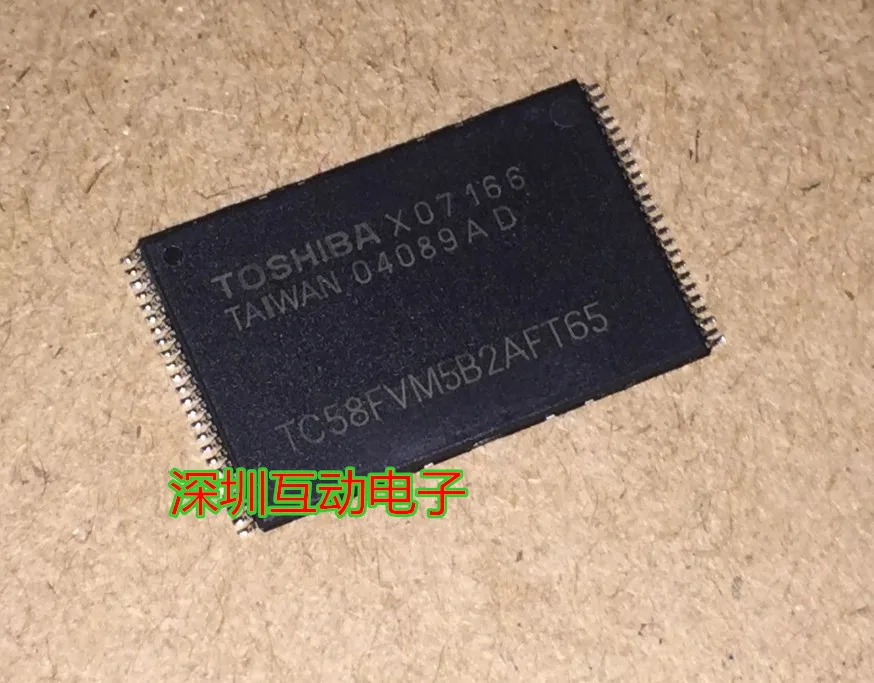 TOSHIBA X07166
TAIWAN 04089AD
TC58FVM5B2AFT65
深圳互动电子